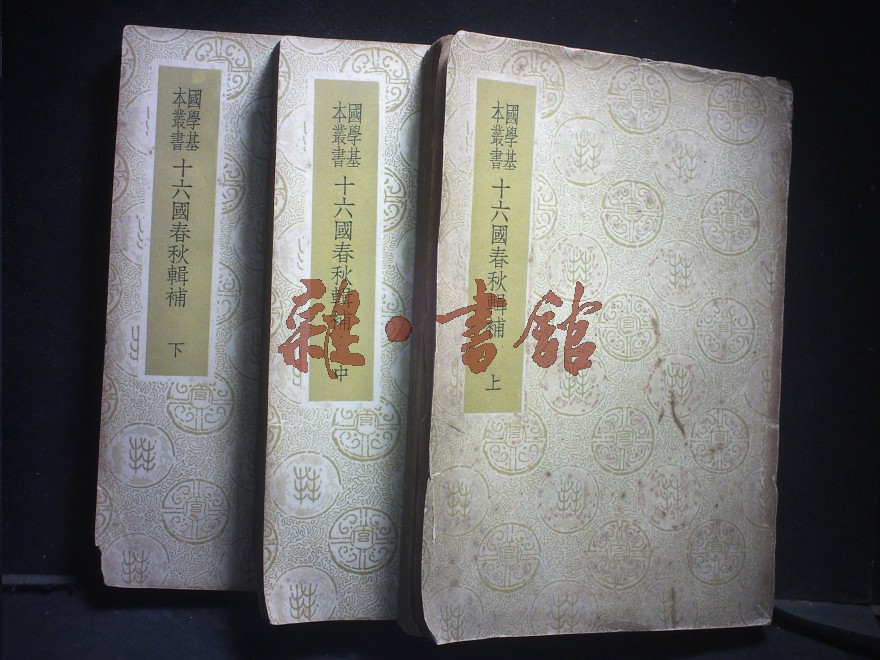 國學基
本叢書
十六國春秋輯補
下
國學基
本叢書
十六國春秋輯補
中
國學基
本叢書
十六國春秋輯補
上
雜·書館